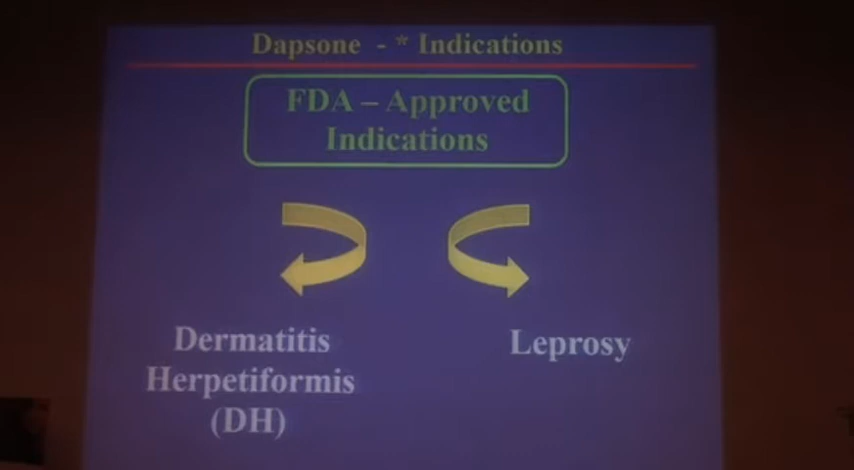 Dapsone - * Indications
FDA – Approved
Indications
Dermatitis
Herpetiformis
(DH)
Leprosy